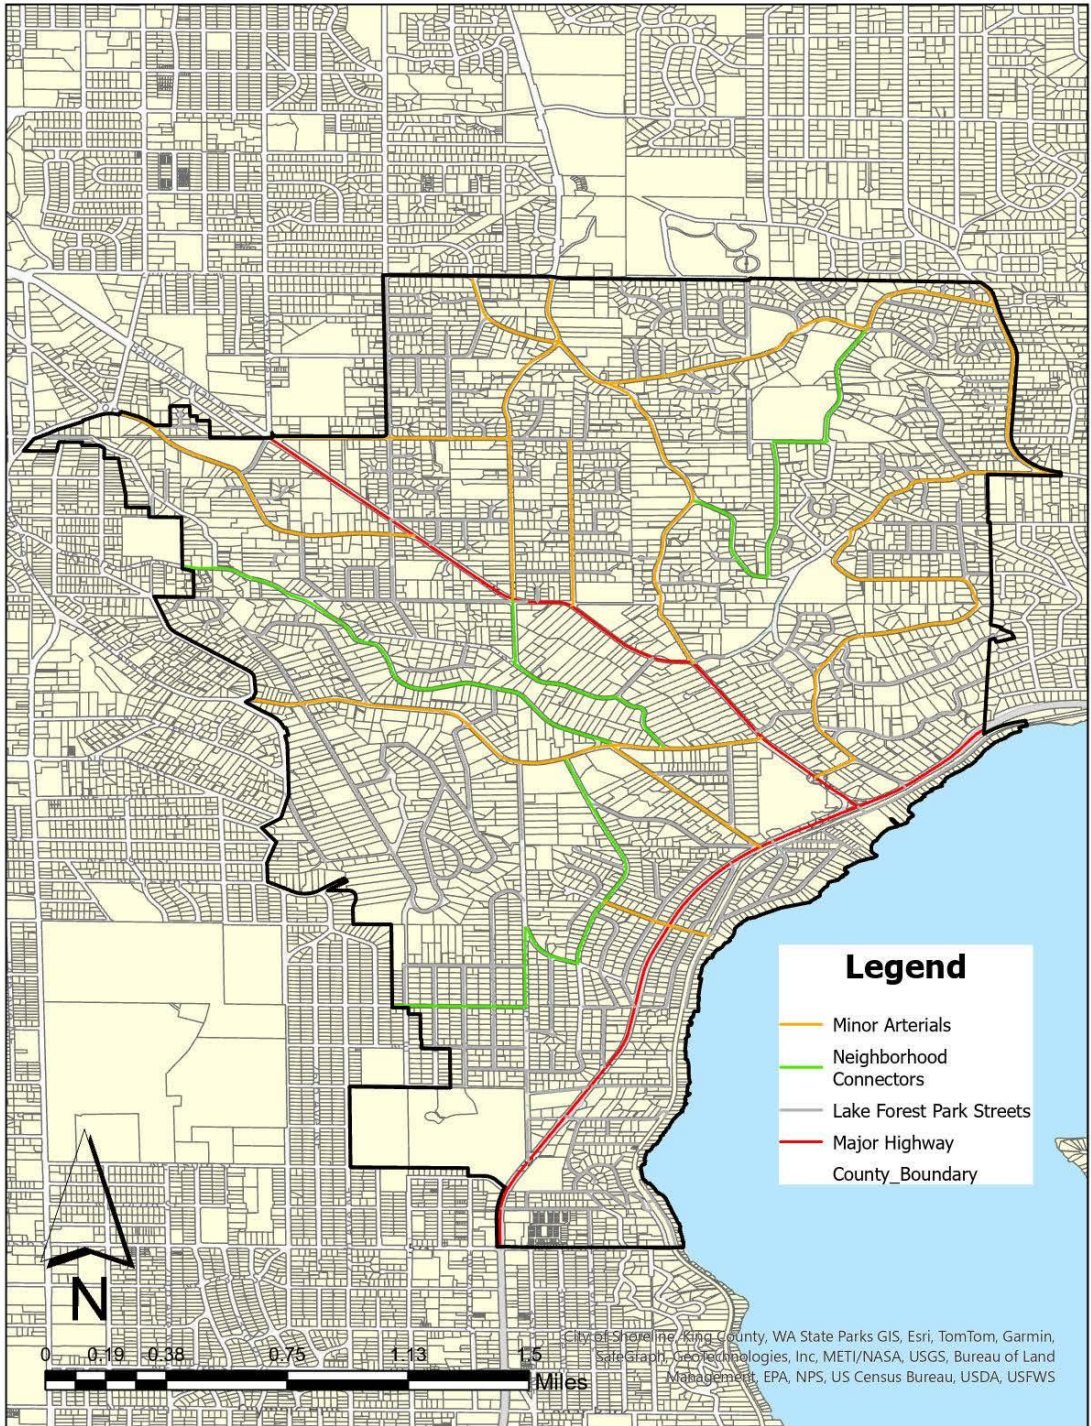 Legend
Minor Arterials
Neighborhood
Connectors
Lake Forest Park Streets
Major Highway
County_Boundary
N
0 0.19 0.38 0.75 1.13 1.5
Miles
City of Shoreline, King County, WA State Parks GIS, Esri, TomTom, Garmin,
SafeGraph, GeoTechnologies, Inc, METI/NASA, USGS, Bureau of Land
Management, EPA, NPS, US Census Bureau, USDA, USFWS